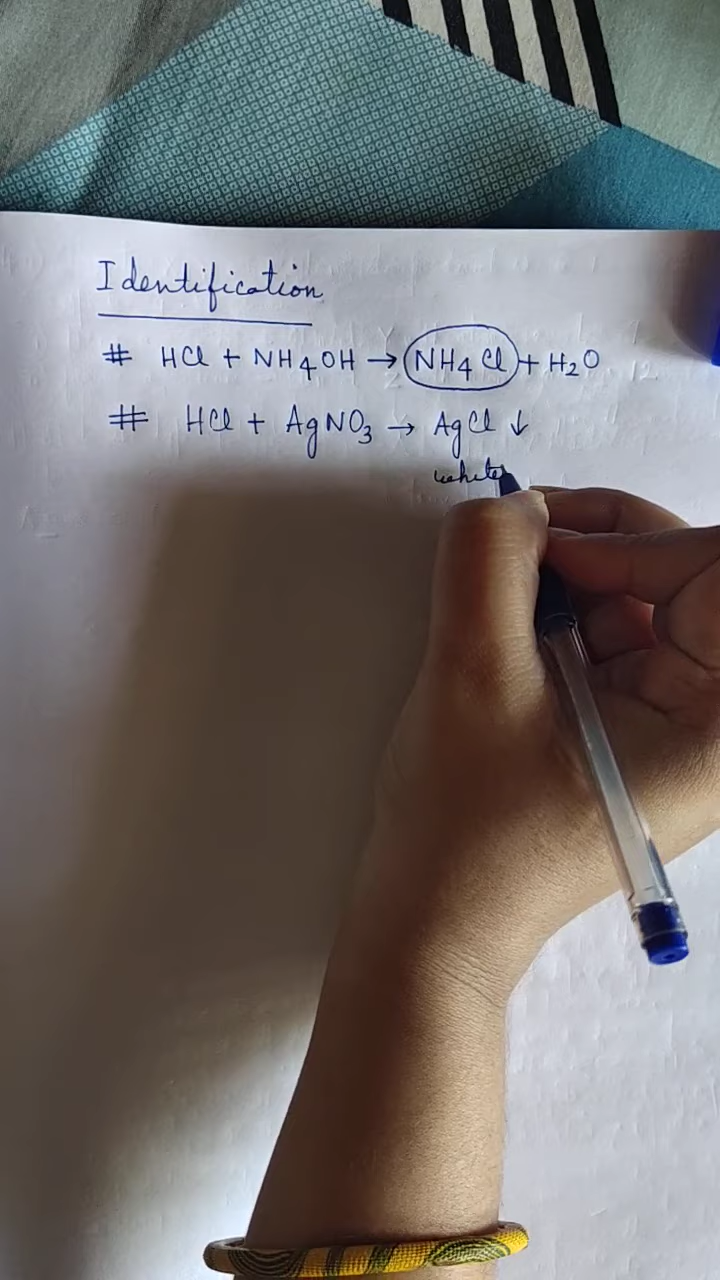 Identification
# HCl + NH4OH → NH4Cl + H2O
# HCl + AgNO3 → AgCl ↓
white